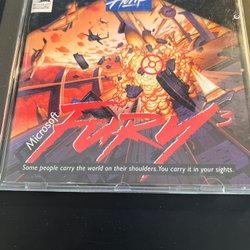 Microsoft
FURY³
Some people carry the world on their shoulders. You carry it in your sights.